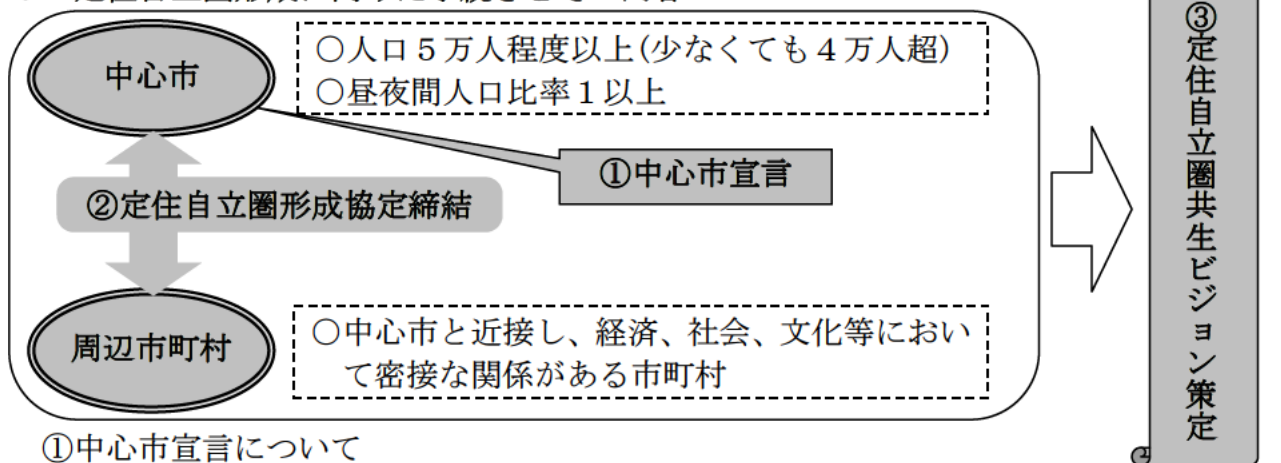 中心市
○人口５万人程度以上(少なくても４万人超)
○昼夜間人口比率１以上
①中心市宣言
②定住自立圏形成協定締結
周辺市町村
○中心市と近接し、経済、社会、文化等におい
て密接な関係がある市町村
③定住自立圏共生ビジョン策定
①中心市宣言について